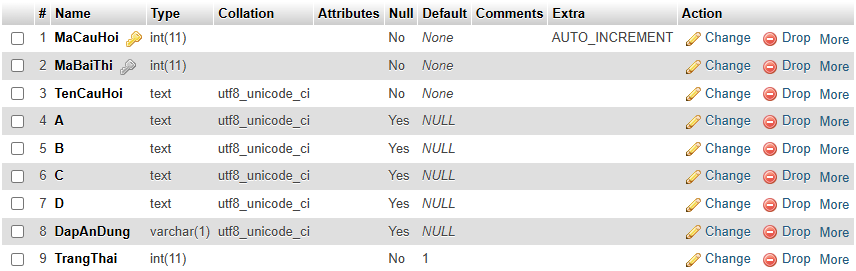 # Name Type Collation Attributes Null Default Comments Extra Action
1 MaCauHoi int(11) No None AUTO_INCREMENT Change Drop More
2 MaBaiThi int(11) No None Change Drop More
3 TenCauHoi text utf8_unicode_ci No None Change Drop More
4 A text utf8_unicode_ci Yes NULL Change Drop More
5 B text utf8_unicode_ci Yes NULL Change Drop More
6 C text utf8_unicode_ci Yes NULL Change Drop More
7 D text utf8_unicode_ci Yes NULL Change Drop More
8 DapAnDung varchar(1) utf8_unicode_ci Yes NULL Change Drop More
9 TrangThai int(11) No 1 Change Drop More